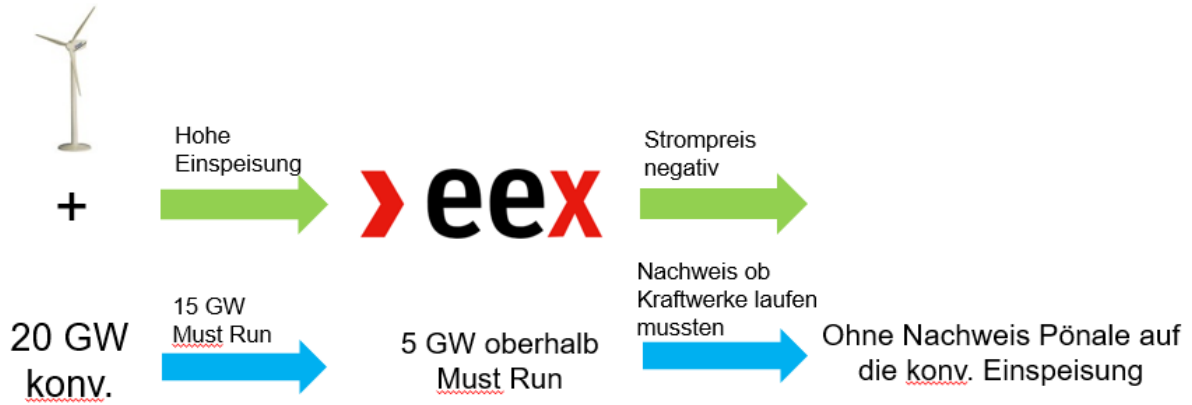 Hohe
Einspeisung
Strompreis
negativ
+
eex
20 GW
konv.
15 GW
Must Run
5 GW oberhalb
Must Run
Nachweis ob
Kraftwerke laufen
mussten
Ohne Nachweis Pönale auf
die konv. Einspeisung